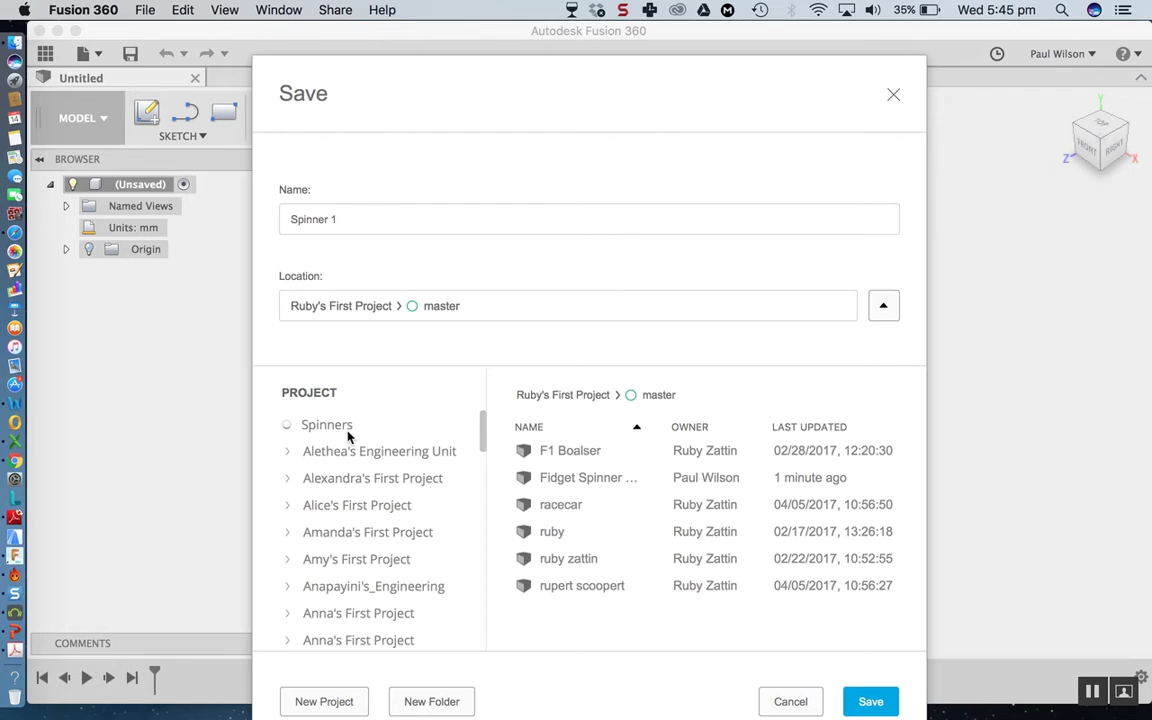 Fusion 360 File Edit View Window Share Help 35% Wed 5:45 pm
Autodesk Fusion 360
Paul Wilson
Untitled
MODEL
SKETCH
BROWSER
(Unsaved)
Named Views
Units: mm
Origin
TOP
FRONT
RIGHT
Y
Z
X
Save
Name:
Spinner 1
Location:
Ruby's First Project > master
PROJECT
Spinners
Alethea's Engineering Unit
Alexandra's First Project
Alice's First Project
Amanda's First Project
Amy's First Project
Anapayini's_Engineering
Anna's First Project
Anna's First Project
Ruby's First Project > master
NAME OWNER LAST UPDATED
F1 Boalser Ruby Zattin 02/28/2017, 12:20:30
Fidget Spinner ... Paul Wilson 1 minute ago
racecar Ruby Zattin 04/05/2017, 10:56:50
ruby Ruby Zattin 02/17/2017, 13:26:18
ruby zattin Ruby Zattin 02/22/2017, 10:52:55
rupert scoopert Ruby Zattin 04/05/2017, 10:56:27
COMMENTS
New Project New Folder Cancel Save